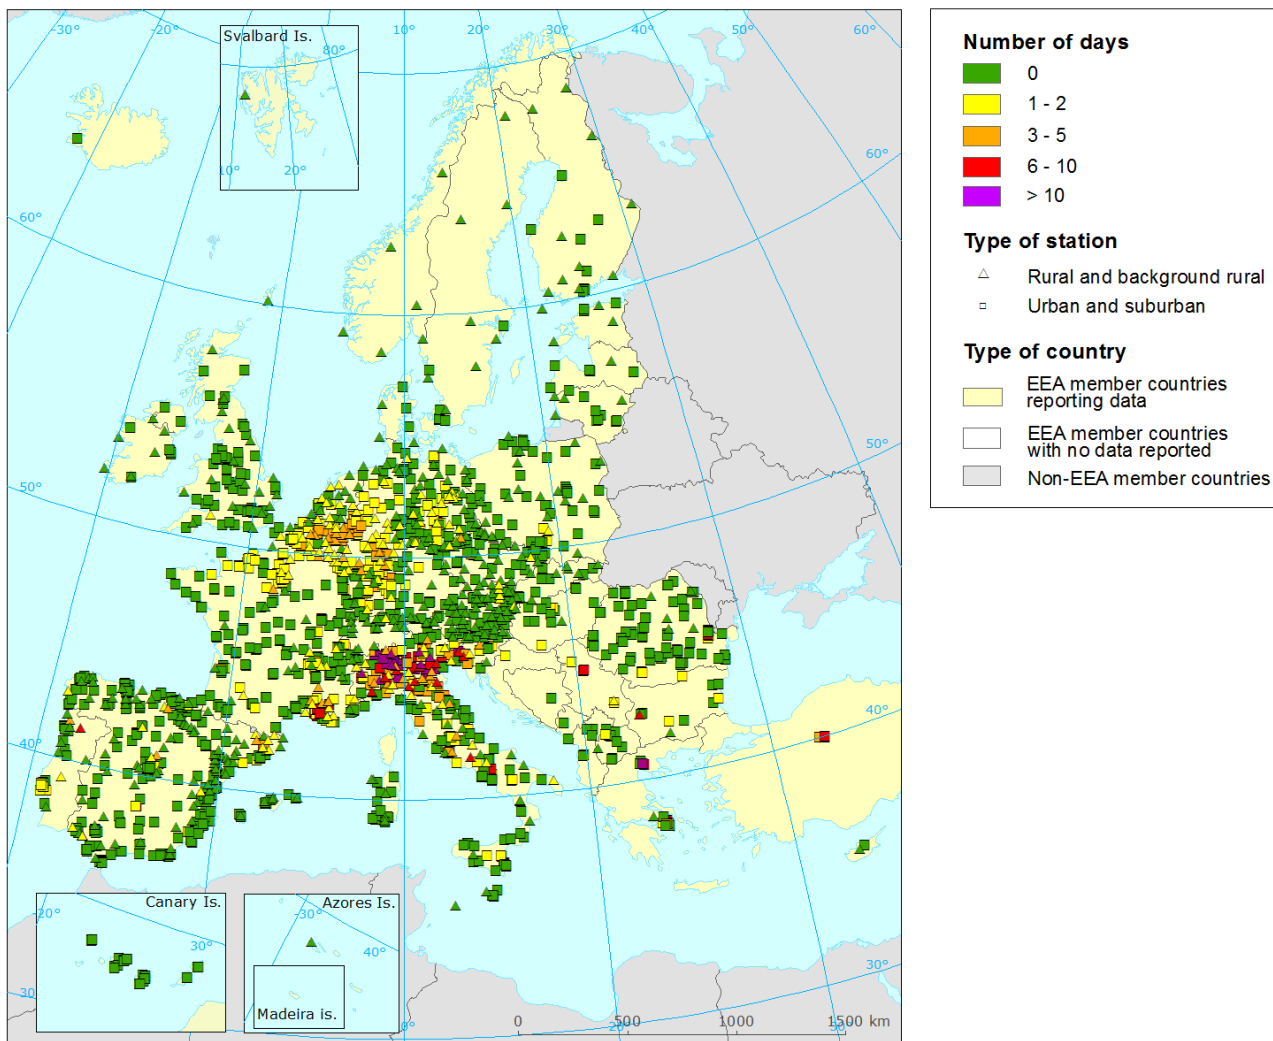 -30°
-20°
Svalbard Is.
80°
10°
20°
10°
20°
30°
40°
50°
60°
60°
60°
50°
50°
40°
40°
30°
30
20°
0°
30°
Canary Is.
20°
30°
Azores Is.
-30°
40°
Madeira is.
0
500
1000
1500 km
Number of days
0
1 - 2
3 - 5
6 - 10
> 10
Type of station
Rural and background rural
Urban and suburban
Type of country
EEA member countries
reporting data
EEA member countries
with no data reported
Non-EEA member countries